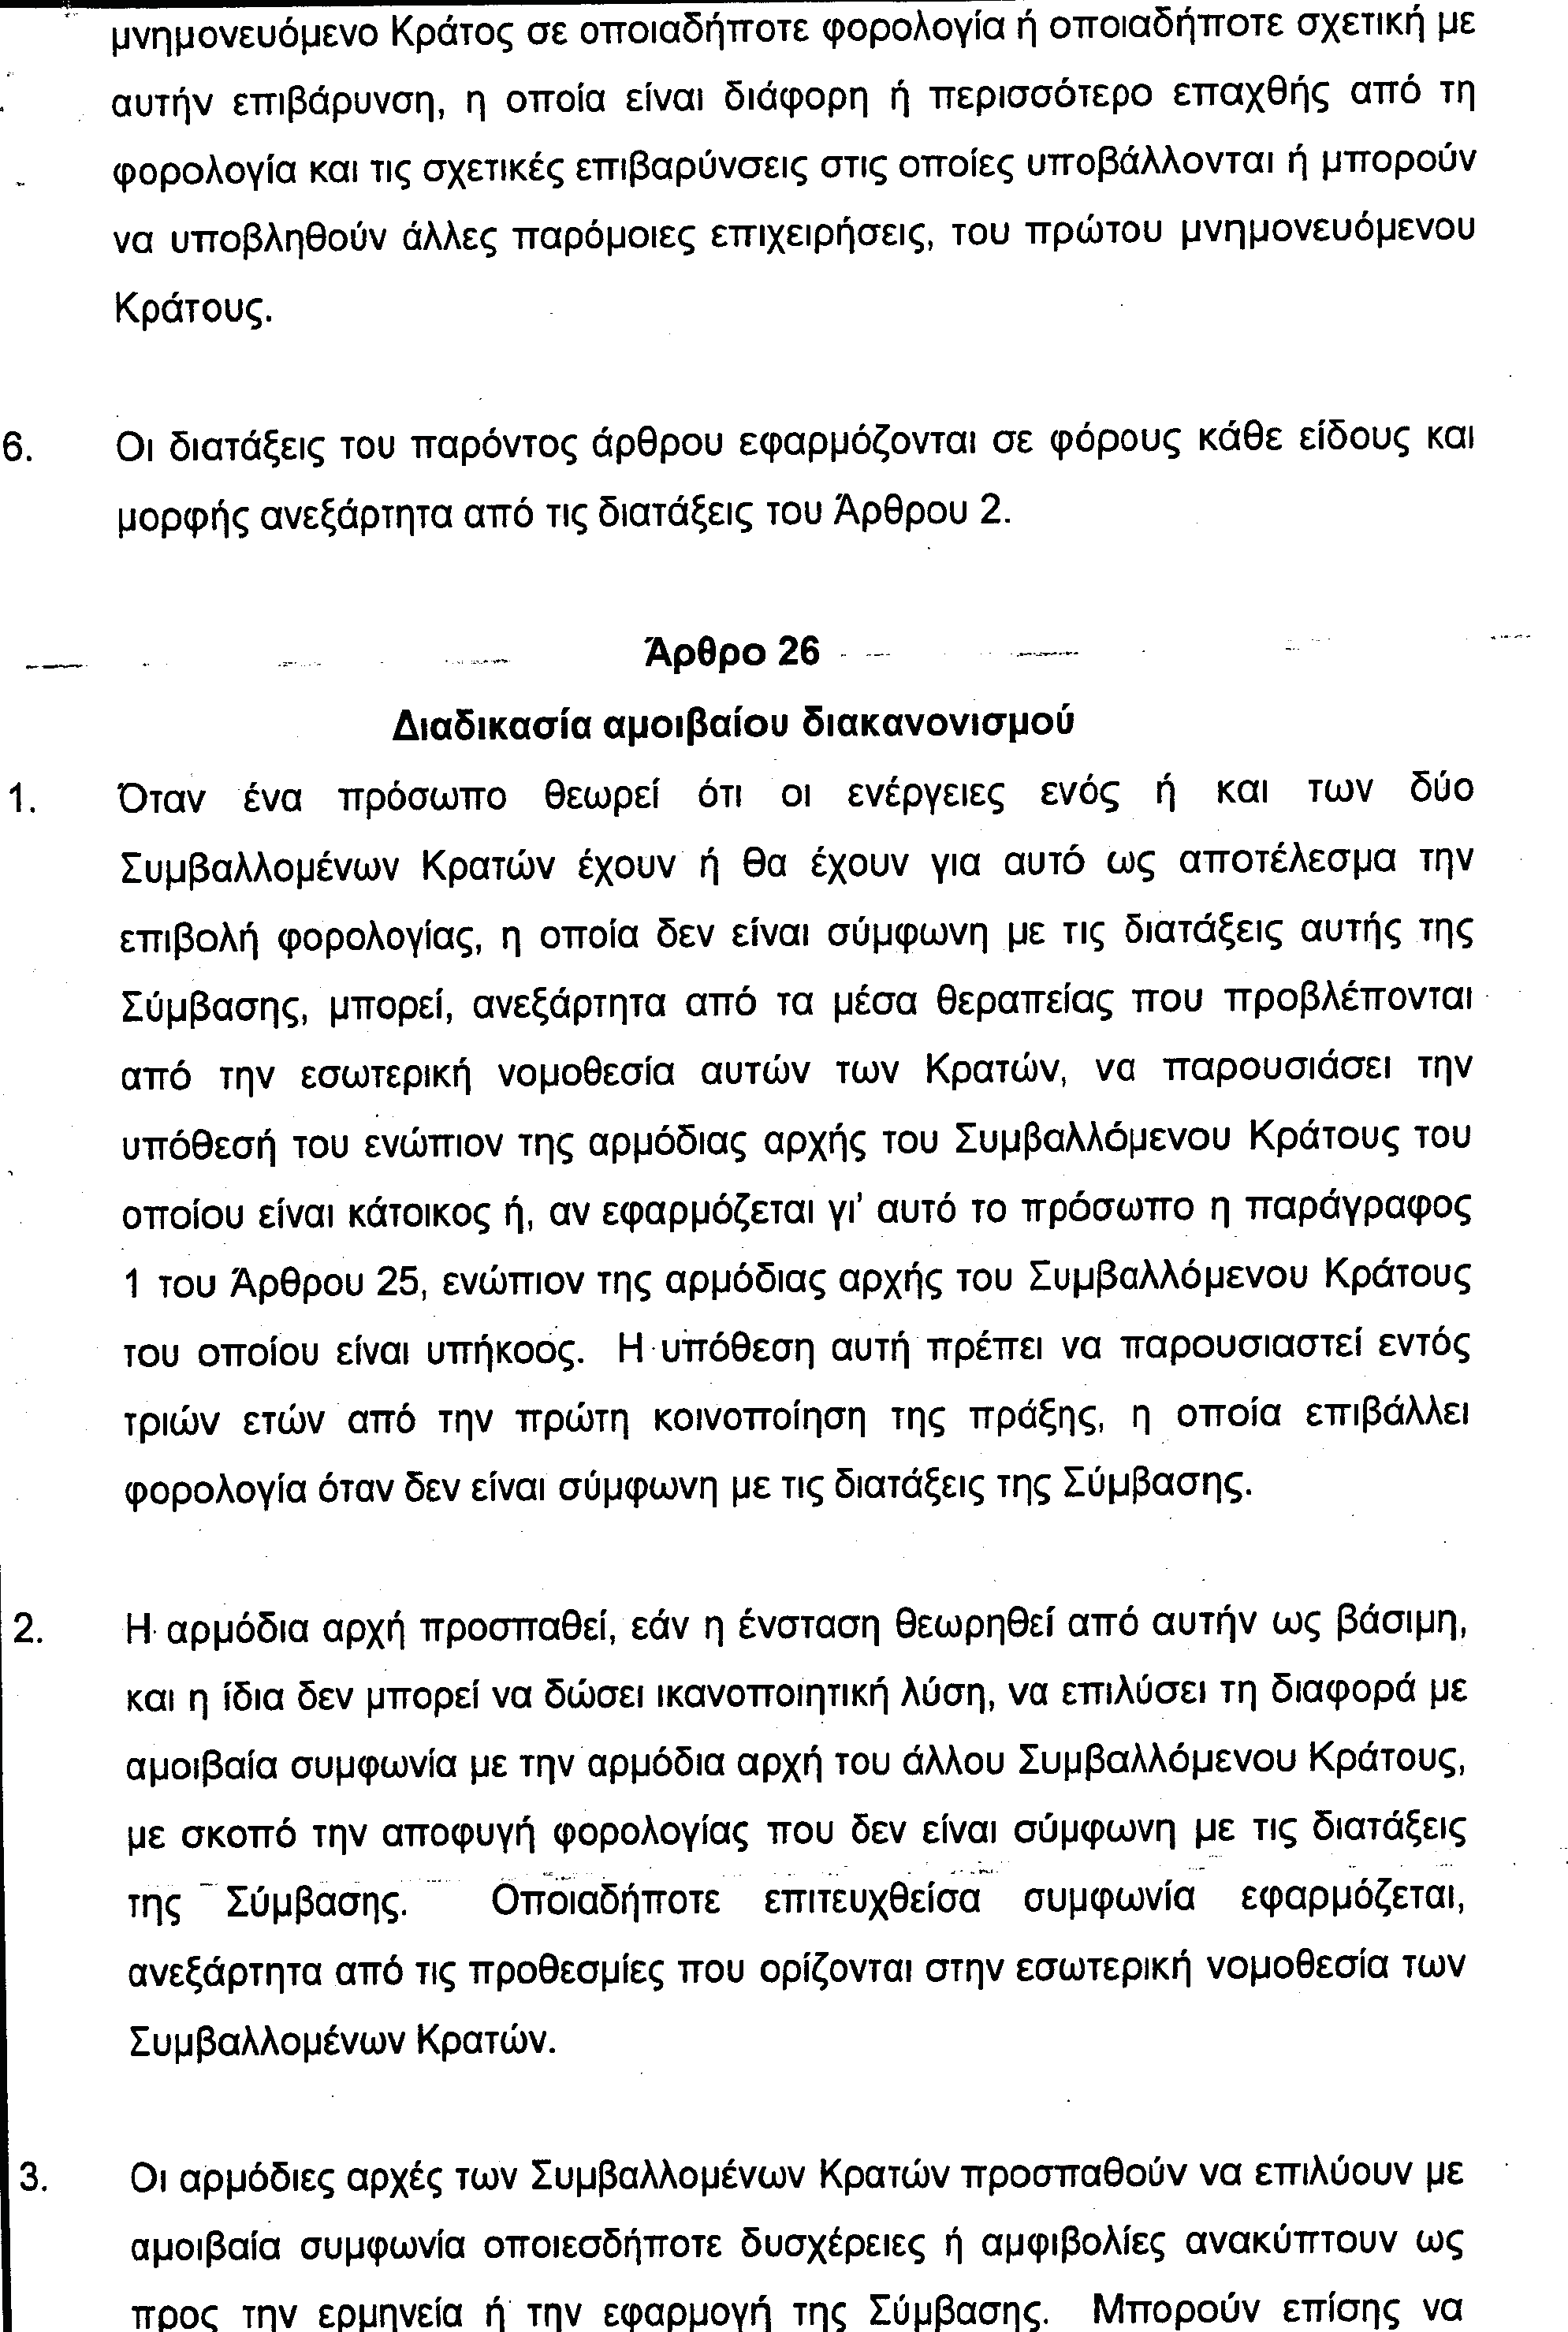 μνημονευόμενο Κράτος σε οποιαδήποτε φορολογία ή οποιαδήποτε σχετική με
αυτήν επιβάρυνση, η οποία είναι διάφορη ή περισσότερο επαχθής από τη
φορολογία και τις σχετικές επιβαρύνσεις στις οποίες υποβάλλονται ή μπορούν
να υποβληθούν άλλες παρόμοιες επιχειρήσεις, του πρώτου μνημονευόμενου
Κράτους.
6. Οι διατάξεις του παρόντος άρθρου εφαρμόζονται σε φόρους κάθε είδους και
μορφής ανεξάρτητα από τις διατάξεις του Άρθρου 2.
Άρθρο 26
Διαδικασία αμοιβαίου διακανονισμού
1. Όταν ένα πρόσωπο θεωρεί ότι οι ενέργειες ενός ή και των δύο
Συμβαλλομένων Κρατών έχουν ή θα έχουν για αυτό ως αποτέλεσμα την
επιβολή φορολογίας, η οποία δεν είναι σύμφωνη με τις διατάξεις αυτής της
Σύμβασης, μπορεί, ανεξάρτητα από τα μέσα θεραπείας που προβλέπονται
από την εσωτερική νομοθεσία αυτών των Κρατών, να παρουσιάσει την
υπόθεσή του ενώπιον της αρμόδιας αρχής του Συμβαλλόμενου Κράτους του
οποίου είναι κάτοικος ή, αν εφαρμόζεται γι' αυτό το πρόσωπο η παράγραφος
1 του Άρθρου 25, ενώπιον της αρμόδιας αρχής του Συμβαλλόμενου Κράτους
του οποίου είναι υπήκοός. Η υπόθεση αυτή πρέπει να παρουσιαστεί εντός
τριών ετών από την πρώτη κοινοποίηση της πράξης, η οποία επιβάλλει
φορολογία όταν δεν είναι σύμφωνη με τις διατάξεις της Σύμβασης.
2. Η αρμόδια αρχή προσπαθεί, εάν η ένσταση θεωρηθεί από αυτήν ως βάσιμη,
και η ίδια δεν μπορεί να δώσει ικανοποιητική λύση, να επιλύσει τη διαφορά με
αμοιβαία συμφωνία με την αρμόδια αρχή του άλλου Συμβαλλόμενου Κράτους,
με σκοπό την αποφυγή φορολογίας που δεν είναι σύμφωνη με τις διατάξεις
της Σύμβασης. Οποιαδήποτε επιτευχθείσα συμφωνία εφαρμόζεται,
ανεξάρτητα από τις προθεσμίες που ορίζονται στην εσωτερική νομοθεσία των
Συμβαλλομένων Κρατών.
3. Οι αρμόδιες αρχές των Συμβαλλομένων Κρατών προσπαθούν να επιλύουν με
αμοιβαία συμφωνία οποιεσδήποτε δυσχέρειες ή αμφιβολίες ανακύπτουν ως
προς την ερμηνεία ή την εφαρμογή της Σύμβασης. Μπορούν επίσης να